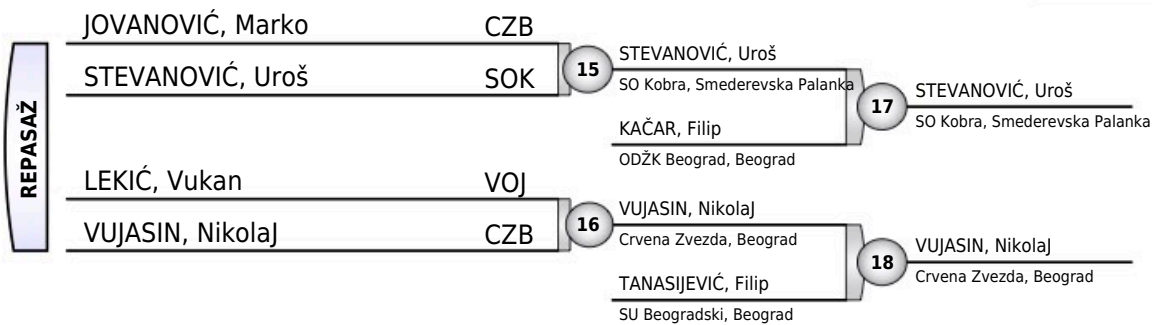 REPASAŽ
JOVANOVIĆ, Marko CZB
STEVANOVIĆ, Uroš SOK
15
STEVANOVIĆ, Uroš
SO Kobra, Smederevska Palanka
KAČAR, Filip
ODŽK Beograd, Beograd
17
STEVANOVIĆ, Uroš
SO Kobra, Smederevska Palanka
LEKIĆ, Vukan VOJ
VUJASIN, NikolaJ CZB
16
VUJASIN, NikolaJ
Crvena Zvezda, Beograd
TANASIJEVIĆ, Filip
SU Beogradski, Beograd
18
VUJASIN, NikolaJ
Crvena Zvezda, Beograd